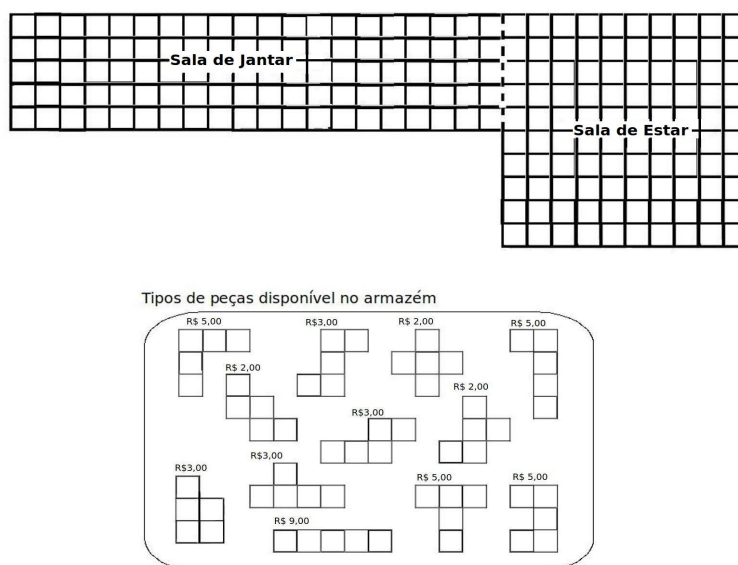 Sala de Jantar
Sala de Estar
Tipos de peças disponível no armazém
R$ 5,00
R$3,00
R$ 2,00
R$ 5,00
R$ 2,00
R$ 2,00
R$3,00
R$3,00
R$3,00
R$ 5,00
R$ 5,00
R$ 9,00